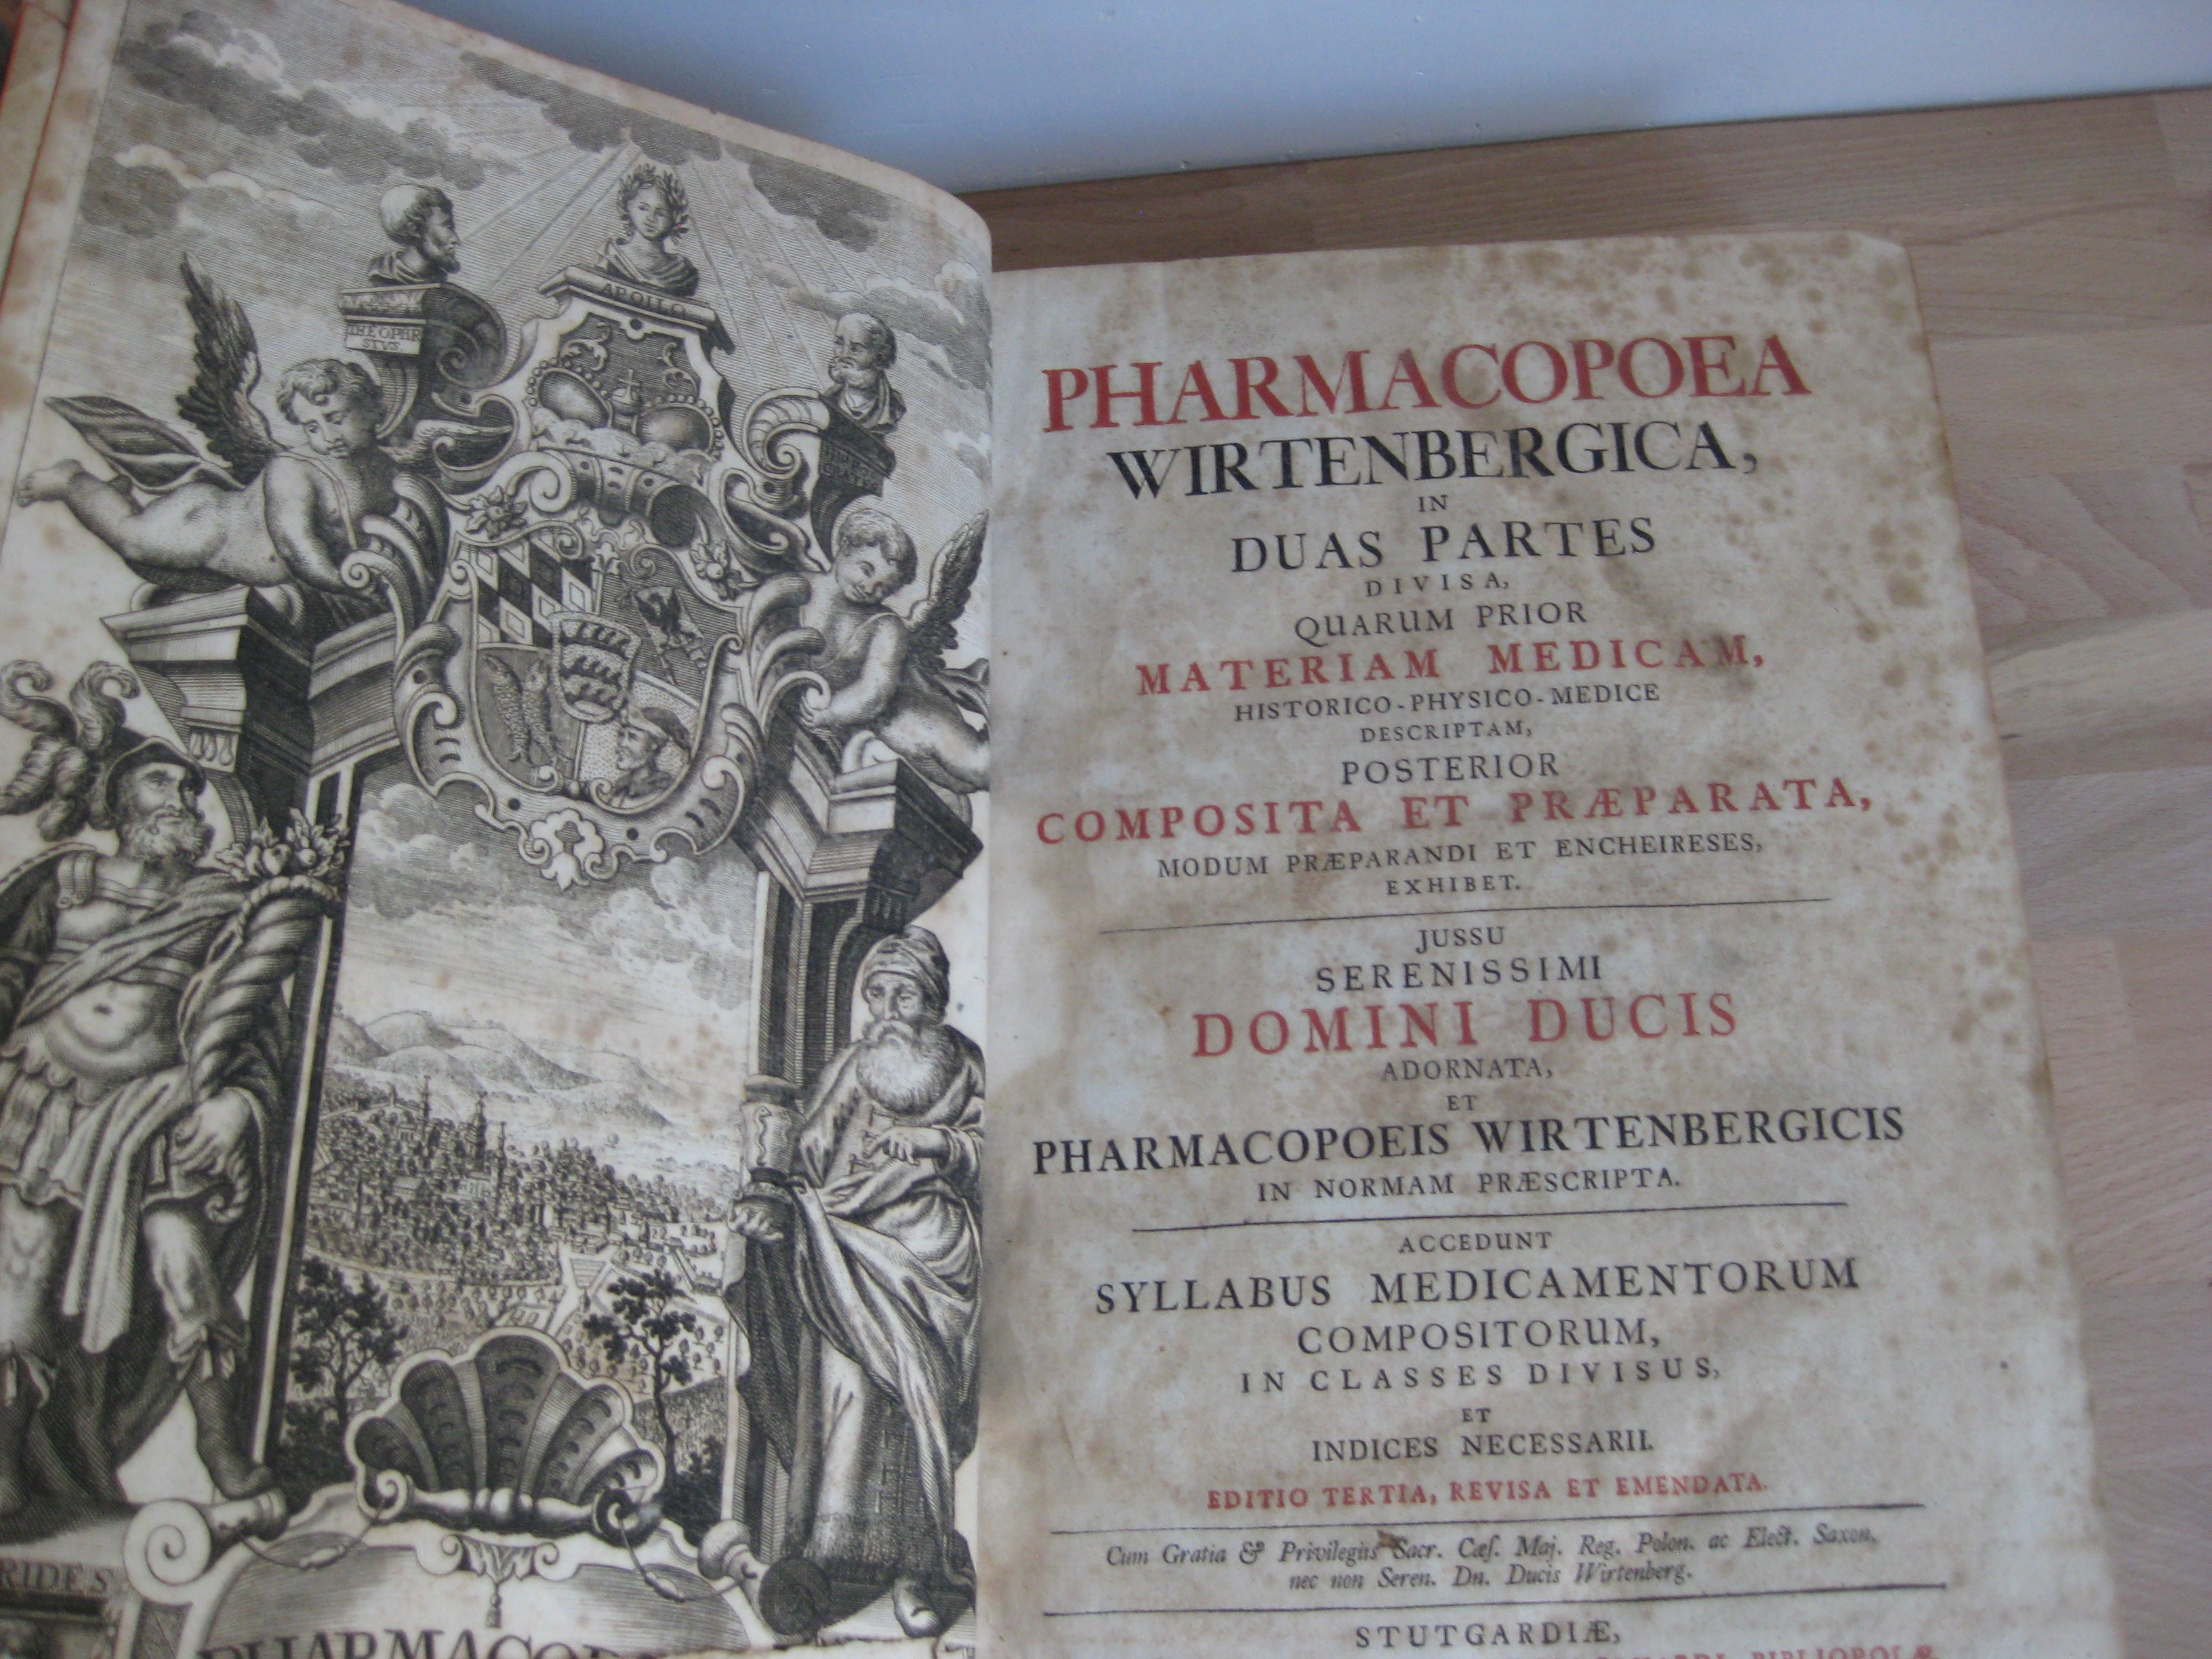 APOLLO
THEOPHR
STVS.
RIDES
PHARMACOPOEA
WIRTENBERGICA,
IN
DUAS PARTES
DIVISA,
QUARUM PRIOR
MATERIAM MEDICAM,
HISTORICO-PHYSICO-MEDICE
DESCRIPTAM,
POSTERIOR
COMPOSITA ET PRÆPARATA,
MODUM PRÆPARANDI ET ENCHEIRESES,
EXHIBET.
JUSSU
SERENISSIMI
DOMINI DUCIS
ADORNATA,
ET
PHARMACOPOEIS WIRTENBERGICIS
IN NORMAM PRÆSCRIPTA.
ACCEDUNT
SYLLABUS MEDICAMENTORUM
COMPOSITORUM,
IN CLASSES DIVISUS,
ET
INDICES NECESSARII.
EDITIO TERTIA, REVISA ET EMENDATA.
Cum Gratia & Privilegiis Sacr. Cæſ. Maj. Reg. Polon. ac Elect. Saxon.
nec non Seren. Dn. Ducis Wirtenberg.
STUTGARDIÆ,
BIBLIOPOLÆ